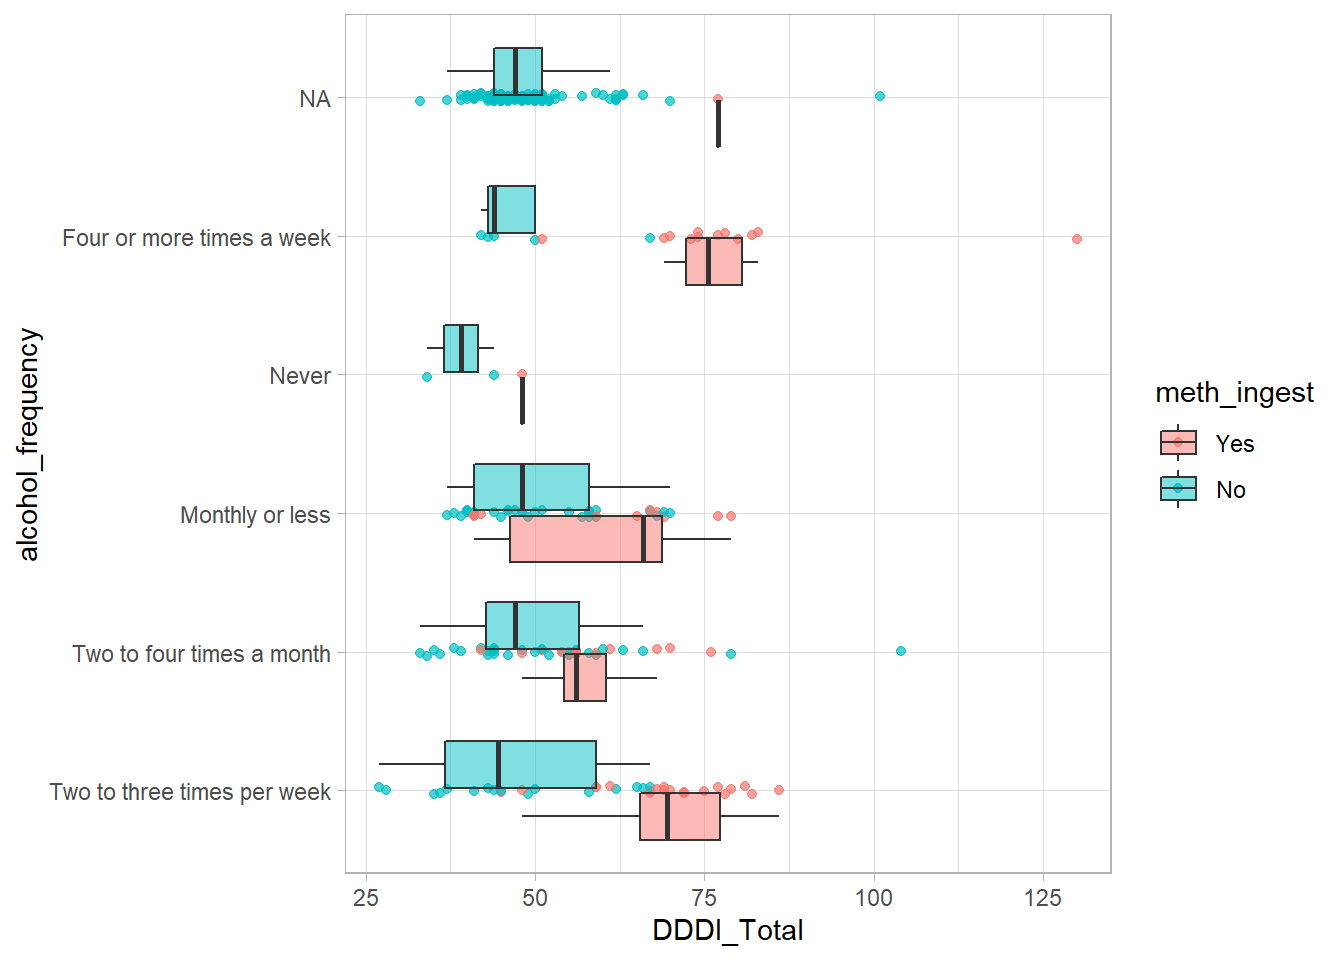 NA
Four or more times a week
Never
Monthly or less
Two to four times a month
Two to three times per week
alcohol_frequency
25 50 75 100 125
DDDI_Total
meth_ingest
Yes
No